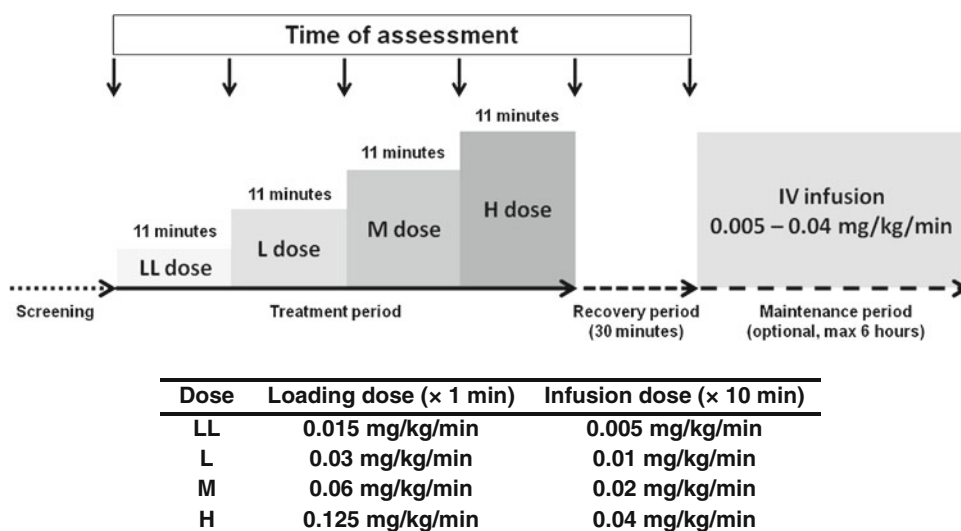 Time of assessment
11 minutes
11 minutes
11 minutes
11 minutes
LL dose
L dose
M dose
H dose
IV infusion
0.005 – 0.04 mg/kg/min
Screening
Treatment period
Recovery period
(30 minutes)
Maintenance period
(optional, max 6 hours)
Dose Loading dose (× 1 min) Infusion dose (× 10 min)
LL 0.015 mg/kg/min 0.005 mg/kg/min
L 0.03 mg/kg/min 0.01 mg/kg/min
M 0.06 mg/kg/min 0.02 mg/kg/min
H 0.125 mg/kg/min 0.04 mg/kg/min